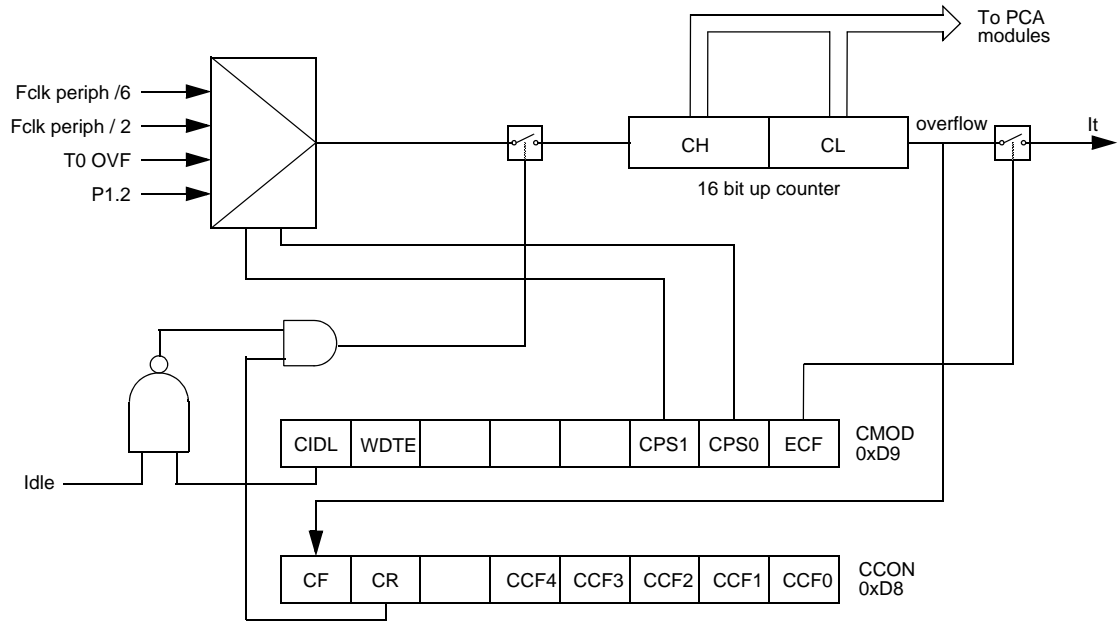 To PCA
modules
Fclk periph /6
Fclk periph / 2
T0 OVF
P1.2
CH
CL
overflow
It
16 bit up counter
CIDL
WDTE
CPS1
CPS0
ECF
CMOD
0xD9
Idle
CF
CR
CCF4
CCF3
CCF2
CCF1
CCF0
CCON
0xD8